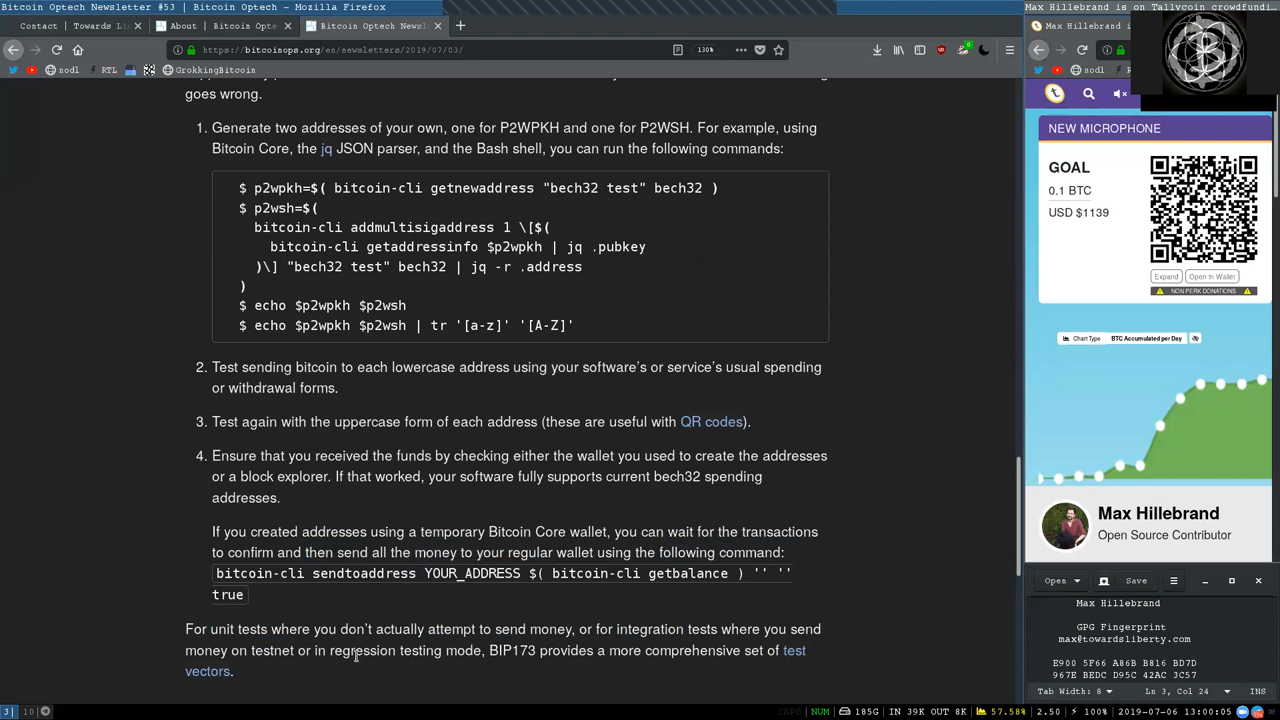 Bitcoin Optech Newsletter #53 | Bitcoin Optech - Mozilla Firefox
Contact | Towards Li
About | Bitcoin Opte
Bitcoin Optech Newsl
https://bitcoinops.org/en/newsletters/2019/07/03/
130%
nodl
RTL
GrokkingBitcoin
goes wrong.
1. Generate two addresses of your own, one for P2WPKH and one for P2WSH. For example, using
Bitcoin Core, the jq JSON parser, and the Bash shell, you can run the following commands:
$ p2wpkh=$( bitcoin-cli getnewaddress "bech32 test" bech32 )
$ p2wsh=$(
bitcoin-cli addmultisigaddress 1 \[$(
bitcoin-cli getaddressinfo $p2wpkh | jq .pubkey
)\] "bech32 test" bech32 | jq -r .address
)
$ echo $p2wpkh $p2wsh
$ echo $p2wpkh $p2wsh | tr '[a-z]' '[A-Z]'
2. Test sending bitcoin to each lowercase address using your software's or service's usual spending
or withdrawal forms.
3. Test again with the uppercase form of each address (these are useful with QR codes).
4. Ensure that you received the funds by checking either the wallet you used to create the addresses
or a block explorer. If that worked, your software fully supports current bech32 spending
addresses.
If you created addresses using a temporary Bitcoin Core wallet, you can wait for the transactions
to confirm and then send all the money to your regular wallet using the following command:
bitcoin-cli sendtoaddress YOUR_ADDRESS $( bitcoin-cli getbalance ) '' ''
true
For unit tests where you don't actually attempt to send money, or for integration tests where you send
money on testnet or in regression testing mode, BIP173 provides a more comprehensive set of test
vectors.
Max Hillebrand is on Tallycoin crowdfundi
Max Hillebrand i
nodl
NEW MICROPHONE
GOAL
0.1 BTC
USD $1139
Expand
Open in Wallet
NON PERK DONATIONS
Chart Type
BTC Accumulated per Day
Max Hillebrand
Open Source Contributor
Open
Save
Max Hillebrand
GPG Fingerprint
max@towardsliberty.com
E900 5F66 A86B B816 BD7D
967E BEDC D95C 42AC 3C57
Tab Width: 8
Ln 3, Col 24
INS
3
10
CAPS
NUM
185G
IN 39K OUT 8K
57.58%
2.50
100%
2019-07-06
13:00:05